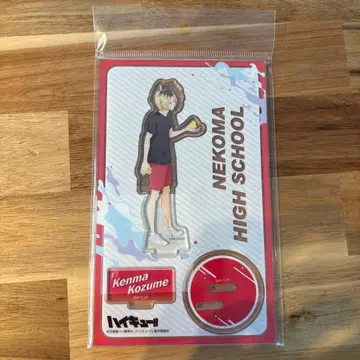 NEKOMA
HIGH SCHOOL
Kenma
Kozume
ハイキュー!!